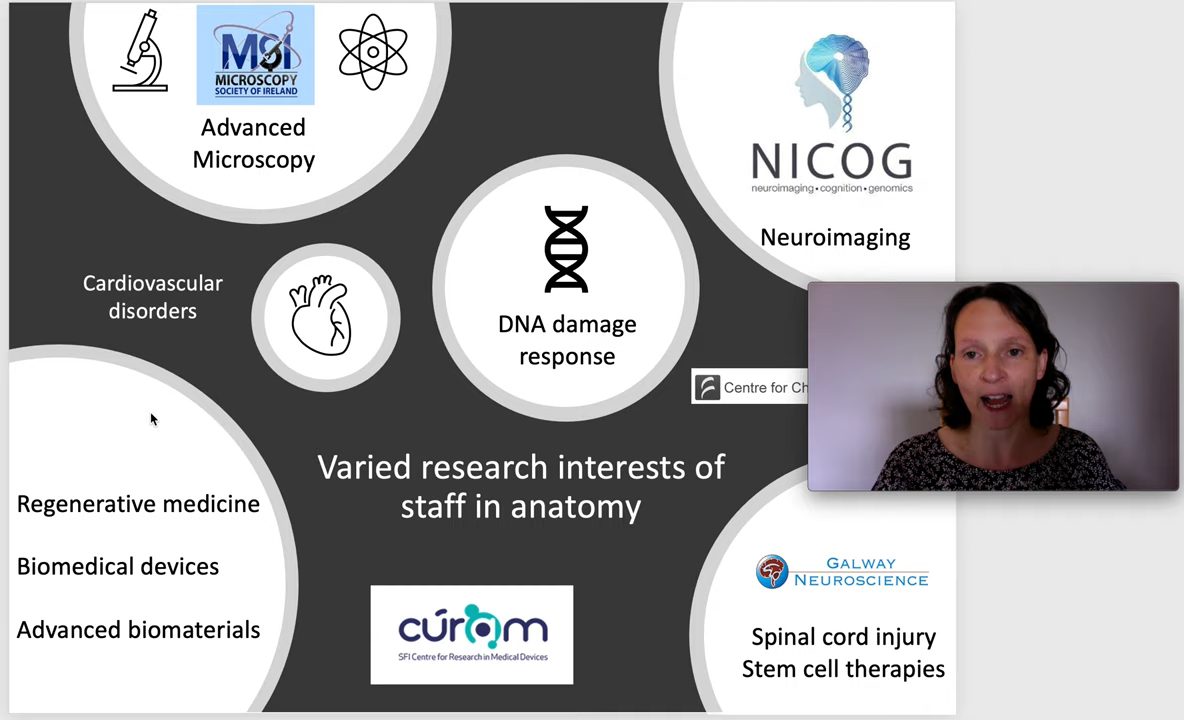 MSI
MICROSCOPY
SOCIETY OF IRELAND
Advanced
Microscopy
NICOG
neuroimaging • cognition • genomics
Neuroimaging
Cardiovascular
disorders
DNA damage
response
Centre for Ch
Varied research interests of
staff in anatomy
Regenerative medicine
Biomedical devices
Advanced biomaterials
cúram
SFI Centre for Research in Medical Devices
GALWAY
NEUROSCIENCE
Spinal cord injury
Stem cell therapies